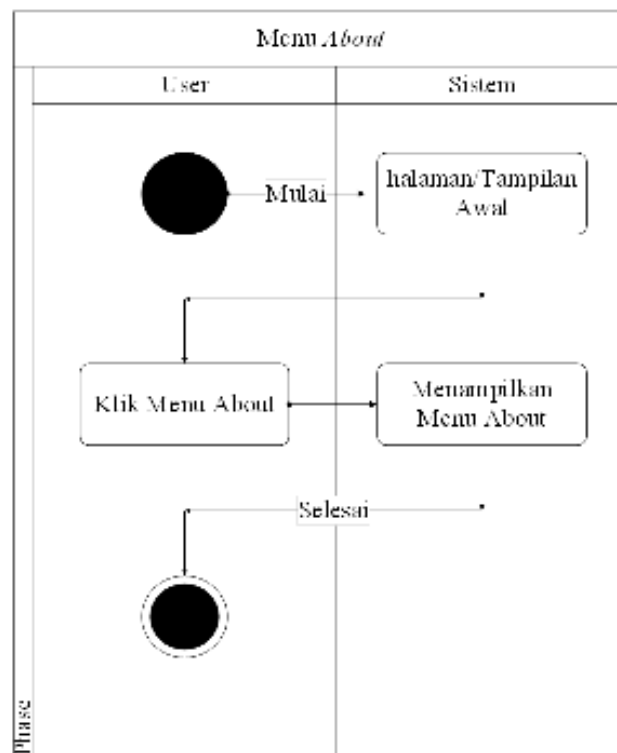 Menu About
User
Sistem
Mulai
halaman/Tampilan
Awal
Klik Menu About
Menampilkan
Menu About
Selesai
Phase